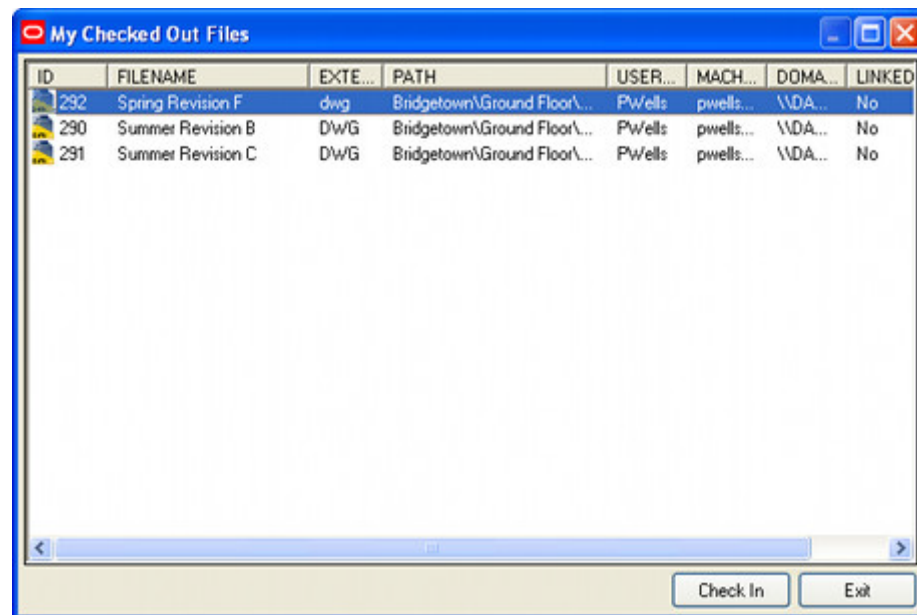 My Checked Out Files
ID FILENAME EXTE... PATH USER... MACH... DOMA... LINKED
292 Spring Revision F dwg Bridgetown\Ground Floor\... PWells pwells... \\DA... No
290 Summer Revision B DWG Bridgetown\Ground Floor\... PWells pwells... \\DA... No
291 Summer Revision C DWG Bridgetown\Ground Floor\... PWells pwells... \\DA... No
Check In Exit